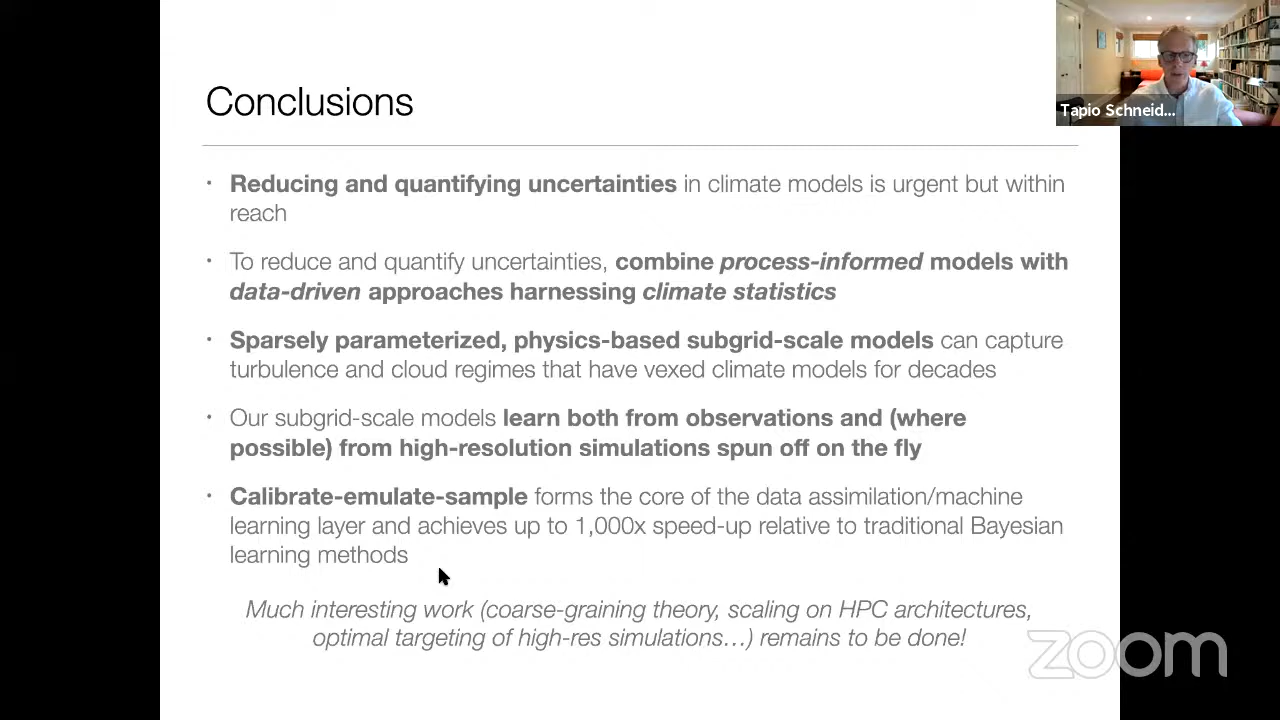 Conclusions
Tapio Schneid...
• Reducing and quantifying uncertainties in climate models is urgent but within
reach
• To reduce and quantify uncertainties, combine process-informed models with
data-driven approaches harnessing climate statistics
• Sparsely parameterized, physics-based subgrid-scale models can capture
turbulence and cloud regimes that have vexed climate models for decades
• Our subgrid-scale models learn both from observations and (where
possible) from high-resolution simulations spun off on the fly
• Calibrate-emulate-sample forms the core of the data assimilation/machine
learning layer and achieves up to 1,000x speed-up relative to traditional Bayesian
learning methods
Much interesting work (coarse-graining theory, scaling on HPC architectures,
optimal targeting of high-res simulations…) remains to be done!
zoom